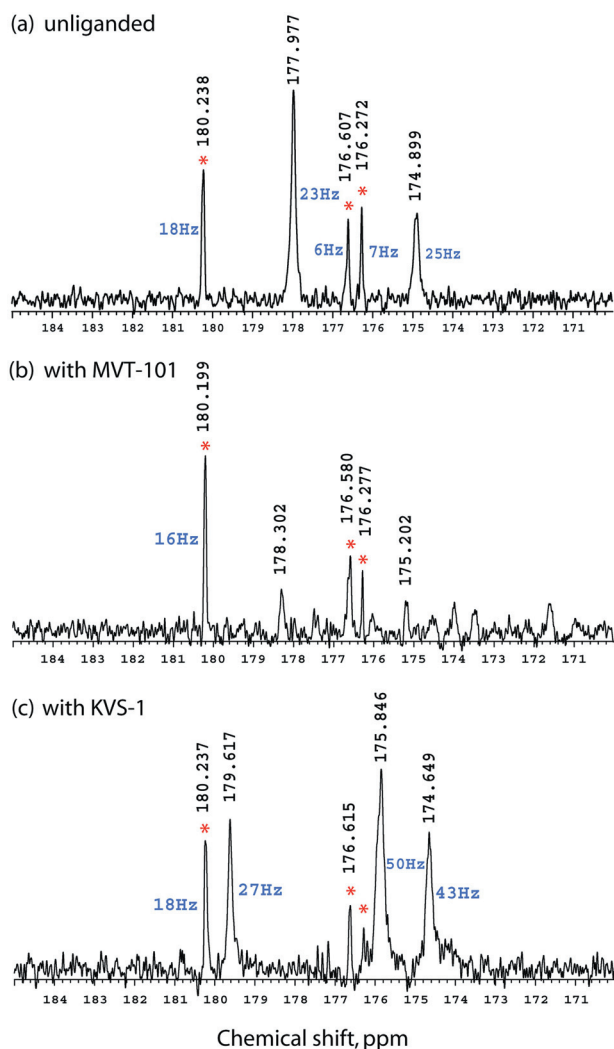 (a) unliganded
180.238
177.977
176.607
176.272
174.899
*
*
*
18Hz
23Hz
6Hz
7Hz
25Hz
184 183 182 181 180 179 178 177 176 175 174 173 172 171
(b) with MVT-101
180.199
178.302
176.580
176.277
175.202
*
*
*
16Hz
184 183 182 181 180 179 178 177 176 175 174 173 172 171
(c) with KVS-1
180.237
179.617
176.615
175.846
174.649
*
*
*
18Hz
27Hz
50Hz
43Hz
184 183 182 181 180 179 178 177 176 175 174 173 172 171
Chemical shift, ppm